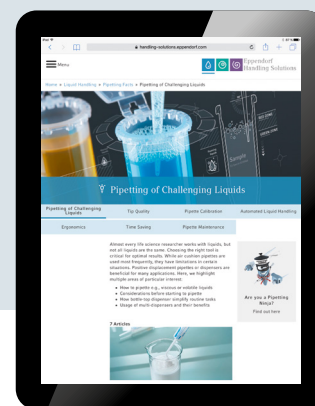 iPad
handling-solutions.eppendorf.com
Menu
Eppendorf
Handling Solutions
Home » Liquid Handling » Pipetting Facts » Pipetting of Challenging Liquids
Sample
Pipetting of Challenging Liquids
Pipetting of Challenging
Liquids
Tip Quality
Pipette Calibration
Automated Liquid Handling
Ergonomics
Time Saving
Pipette Maintenance
Almost every life science researcher works with liquids, but
not all liquids are the same. Choosing the right tool is
critical for optimal results. While air cushion pipettes are
used most frequently, they have limitations in certain
situations. Positive displacement pipettes or dispensers are
beneficial for many applications. Here, we highlight
multiple areas of particular interest:
• How to pipette e.g., viscous or volatile liquids
• Considerations before starting to pipette
• How bottle-top dispenser simplify routine tasks
• Usage of multi-dispensers and their benefits
Are you a Pipetting
Ninja?
Find out here
7 Articles